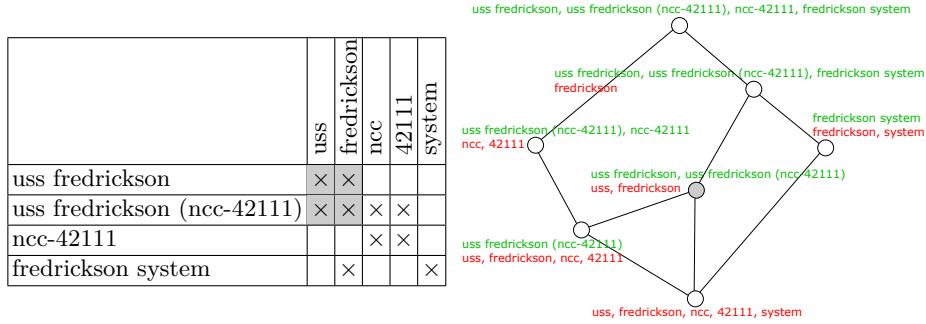 uss fredrickson ncc 42111 system
uss fredrickson × ×
uss fredrickson (ncc-42111) × × × ×
ncc-42111 × ×
fredrickson system × ×
uss fredrickson, uss fredrickson (ncc-42111), ncc-42111, fredrickson system
uss fredrickson, uss fredrickson (ncc-42111), fredrickson system
fredrickson
fredrickson system
fredrickson, system
uss fredrickson (ncc-42111), ncc-42111
ncc, 42111
uss fredrickson, uss fredrickson (ncc-42111)
uss, fredrickson
uss fredrickson (ncc-42111)
uss, fredrickson, ncc, 42111
uss, fredrickson, ncc, 42111, system